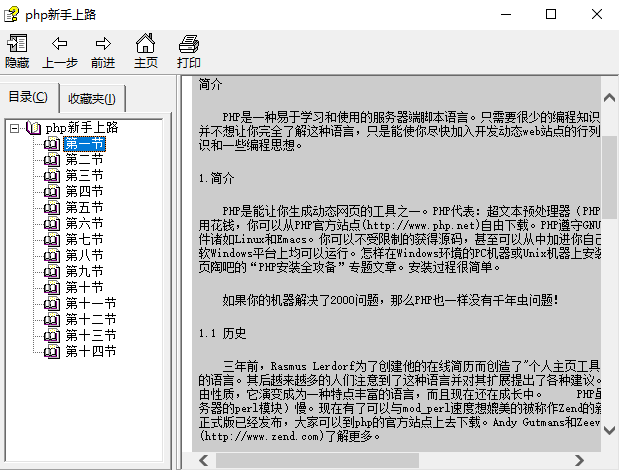 php新手上路
隐藏 上一步 前进 主页 打印
目录(C) 收藏夹(I)
php新手上路
第一节
第二节
第三节
第四节
第五节
第六节
第七节
第八节
第九节
第十节
第十一节
第十二节
第十三节
第十四节
简介
PHP是一种易于学习和使用的服务器端脚本语言。只需要很少的编程知识
并不想让你完全了解这种语言，只是能使你尽快加入开发动态web站点的行列
识和一些编程思想。
1.简介
PHP是能让你生成动态网页的工具之一。PHP代表：超文本预处理器（PHP
用花钱，你可以从PHP官方站点(http://www.php.net)自由下载。PHP遵守GNU
件诸如Linux和Emacs。你可以不受限制的获得源码，甚至可以从中加进你自己
软Windows平台上均可以运行。怎样在Windows环境的PC机器或Unix机器上安装
页陶吧的“PHP安装全攻备”专题文章。安装过程很简单。
如果你的机器解决了2000问题，那么PHP也一样没有千年虫问题！
1.1 历史
三年前，Rasmus Lerdorf为了创建他的在线简历而创造了"个人主页工具
的语言。其后越来越多的人们注意到了这种语言并对其扩展提出了各种建议。
由性质，它演变成为一种特点丰富的语言，而且现在还在成长中。 PHP虽
务器的perl模块）慢。现在有了可以与mod_perl速度想媲美的被称作Zend的新
正式版已经发布，大家可以到php的官方站点上去下载。Andy Gutmans和Zeev
(http://www.zend.com)了解更多。